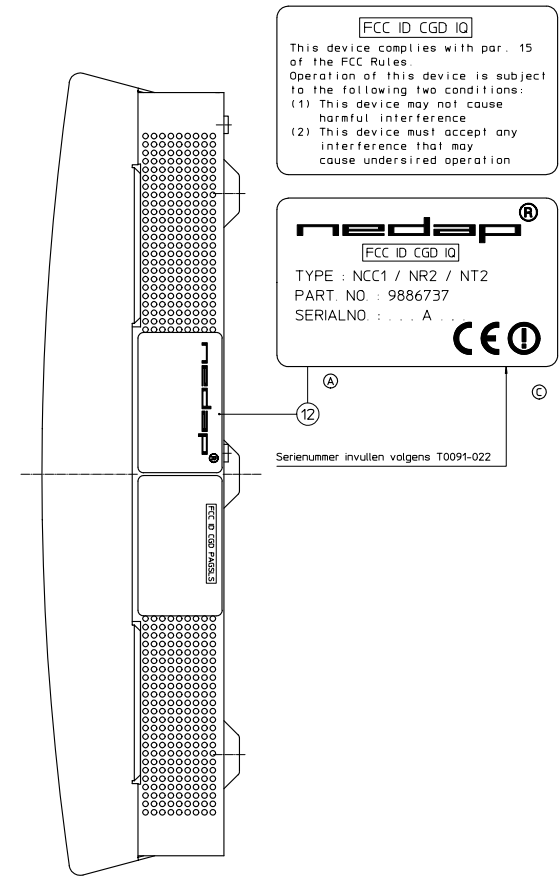 FCC ID CGD IQ
This device complies with par. 15
of the FCC Rules.
Operation of this device is subject
to the following two conditions:
(1) This device may not cause
harmful interference
(2) This device must accept any
interference that may
cause undersired operation
nedap®
FCC ID CGD IQ
TYPE : NCC1 / NR2 / NT2
PART. NO. : 9886737
SERIALNO. : . . . A . . .
CE
A
C
12
Serienummer invullen volgens T0091-022
nedap®
FCC ID CGD PAGSLS